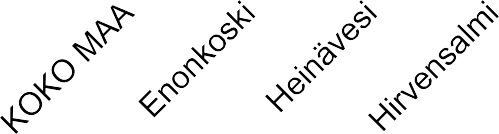 KOKO MAA
Enonkoski
Heinävesi
Hirvensalmi